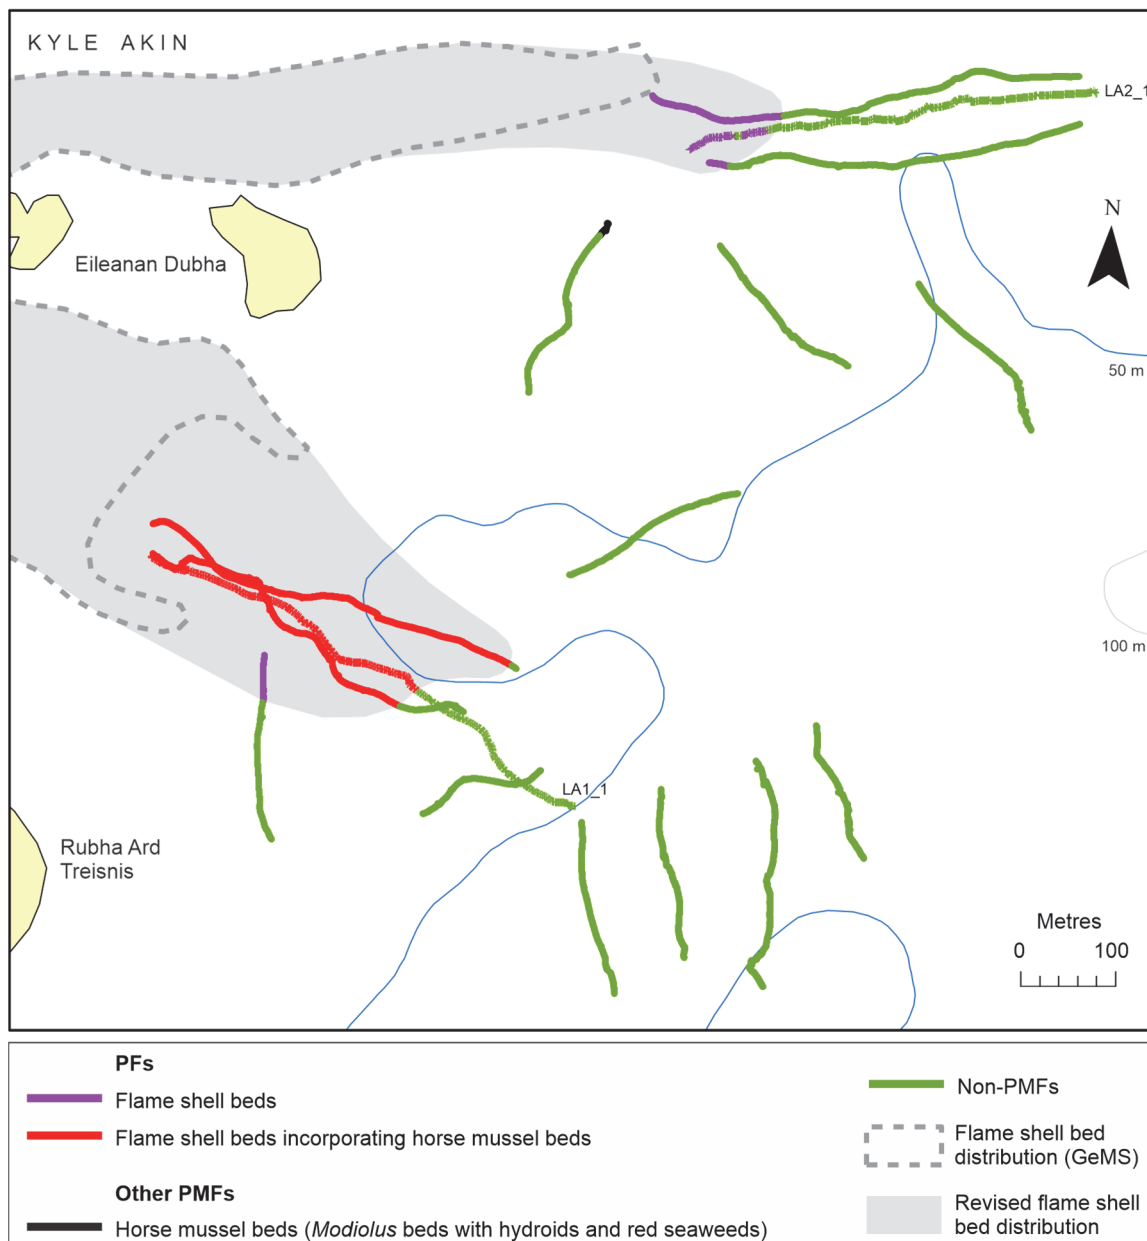 KYLE AKIN
LA2_1
N
Eileanan Dubha
50 m
100 m
LA1_1
Rubha Ard
Treisnis
Metres
0 100
PFs
Flame shell beds
Flame shell beds incorporating horse mussel beds
Other PMFs
Horse mussel beds (Modiolus beds with hydroids and red seaweeds)
Non-PMFs
Flame shell bed
distribution (GeMS)
Revised flame shell
bed distribution